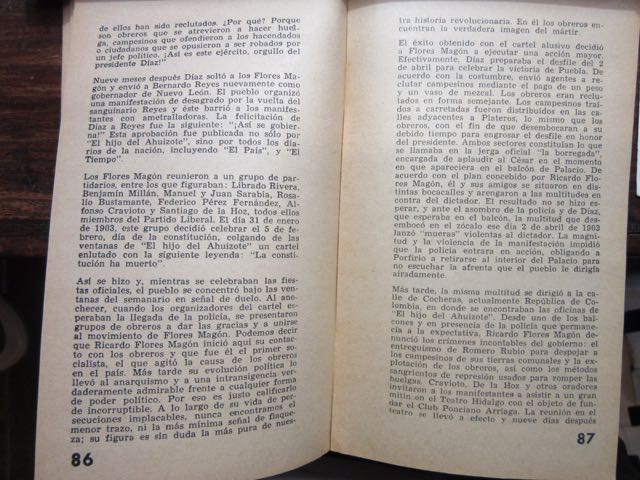 de ellos han sido reclutados. ¿Por qué? Porque
son obreros que se atrevieron a hacer huel-
gas, campesinos que ofendieron a los hacendados
o ciudadanos que se opusieron a ser robados por
un jefe político. ¡Así es este ejército, orgullo del
presidente Díaz!"
Nueve meses después Díaz soltó a los Flores Ma-
gón y envió a Bernardo Reyes nuevamente como
gobernador de Nuevo León. El pueblo organizó
una manifestación de desagrado por la vuelta del
sanguinario Reyes y éste barrió a los manifes-
tantes con ametralladoras. La felicitación de
Díaz a Reyes fue la siguiente: "¡Así se gobier-
na!" Esta aprobación fue publicada no sólo por
"El hijo del Ahuizote", sino por todos los dia-
rios de la nación, incluyendo "El País", y "El
Tiempo".
Los Flores Magón reunieron a un grupo de par-
tidarios, entre los que figuraban: Librado Rivera,
Benjamín Millán, Manuel y Juan Sarabia, Rosa-
lío Bustamante, Federico Pérez Fernández, Al-
fonso Cravioto y Santiago de la Hoz, todos ellos
miembros del Partido Liberal. El día 31 de enero
de 1903, este grupo decidió celebrar el 5 de fe-
brero, día de la constitución, colgando de las
ventanas de "El hijo del Ahuizote" un cartel
enlutado con la siguiente leyenda: "La consti-
tución ha muerto".
Así se hizo y, mientras se celebraban las fies-
tas oficiales, el pueblo se concentró bajo las ven-
tanas del semanario en señal de duelo. Al ano-
checer, cuando los organizadores del cartel es-
peraban la llegada de la policía, se presentaron
grupos de obreros a dar las gracias y a unirse
al movimiento de Flores Magón. Podemos decir
que Ricardo Flores Magón inició aquí su contac-
to con los obreros y que fue él el primer so-
cialista, el que agitó la causa de los obreros
en el país. Más tarde su evolución política lo
llevó al anarquismo y a una intransigencia ver-
daderamente admirable frente a cualquier forma
de poder político. Por eso es justo calificarlo
de incorruptible. A lo largo de su vida de per-
secuciones implacables, nunca encontramos el
menor trazo, ni la más mínima señal de flaque-
za; su figura es sin duda la más pura de nues-
86
tra historia revolucionaria. En él los obreros en-
cuentran la verdadera imagen del mártir.
El éxito obtenido con el cartel alusivo decidió
a Flores Magón a ejecutar una acción mayor.
Efectivamente, Díaz preparaba el desfile del 2
de abril para celebrar la victoria de Puebla. De
acuerdo con la costumbre, envió agentes a re-
clutar campesinos mediante el pago de un peso
y un vaso de mezcal. Los obreros eran recluta-
dos en forma semejante. Los campesinos traí-
dos a carretadas fueron distribuidos en las ca-
lles adyacentes a Plateros, lo mismo que los
obreros, con el fin de que desembocaran a su
debido tiempo para engrosar el desfile en honor
del presidente. Ambos sectores constituían lo que
se llamaba en la jerga oficial "la borregada",
encargada de aplaudir al César en el momento
en que apareciera en el balcón de Palacio. De
acuerdo con el plan concebido por Ricardo Flo-
res Magón, él y sus amigos se situaron en dis-
tintas bocacalles y arengaron a las multitudes en
contra del dictador. El resultado no se hizo es-
perar, y ante el asombro de la policía y de Díaz,
que esperaba en el balcón, la multitud que des-
embocó en el zócalo ese día 2 de abril de 1903
lanzó "mueras" violentas al dictador. La magni-
tud y la violencia de la manifestación impidió
que la policía entrara en acción, obligando a
Porfirio a retirarse al interior del Palacio para
no escuchar la afrenta que el pueblo le dirigía
airadamente.
Más tarde, la misma multitud se dirigió a la calle
de Cocheras, actualmente República de Co-
lombia, en donde se encontraban las oficinas de
"El hijo del Ahuizote". Desde uno de los balco-
nes y en presencia de la policía que permane-
cía a la expectativa, Ricardo Flores Magón de-
nunció los crímenes incontables del gobierno: el
entreguismo de Romero Rubio para despojar a
los campesinos de sus tierras comunales y la ex-
plotación de los obreros, así como los métodos
sangrientos de represión usados para romper las
huelgas. Cravioto, De la Hoz y otros oradores
invitaron a los manifestantes a asistir a un gran
mitin en el Teatro Hidalgo con el objeto de fun-
dar el Club Ponciano Arriaga. La reunión en el
teatro se llevó a efecto y nueve días después
87